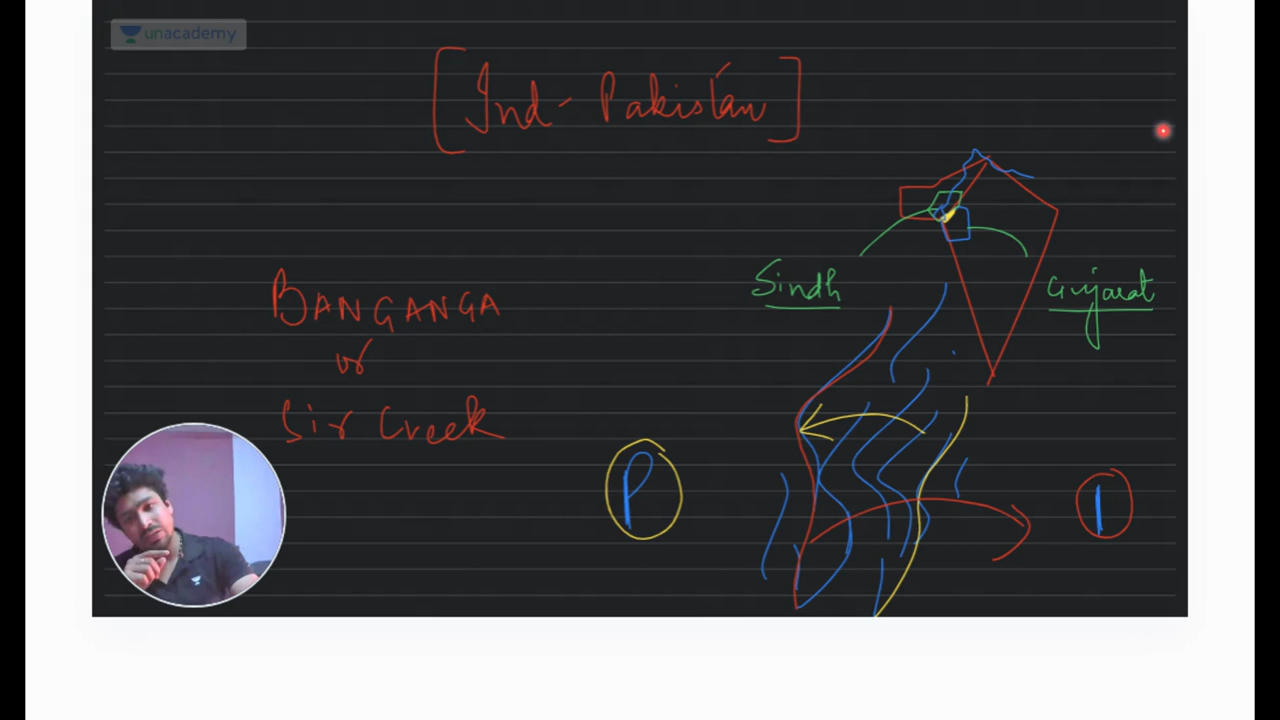 unacademy
[Ind - Pakistan]
Sindh
Gujarat
BANGANGA
or
Sir Creek
P
I